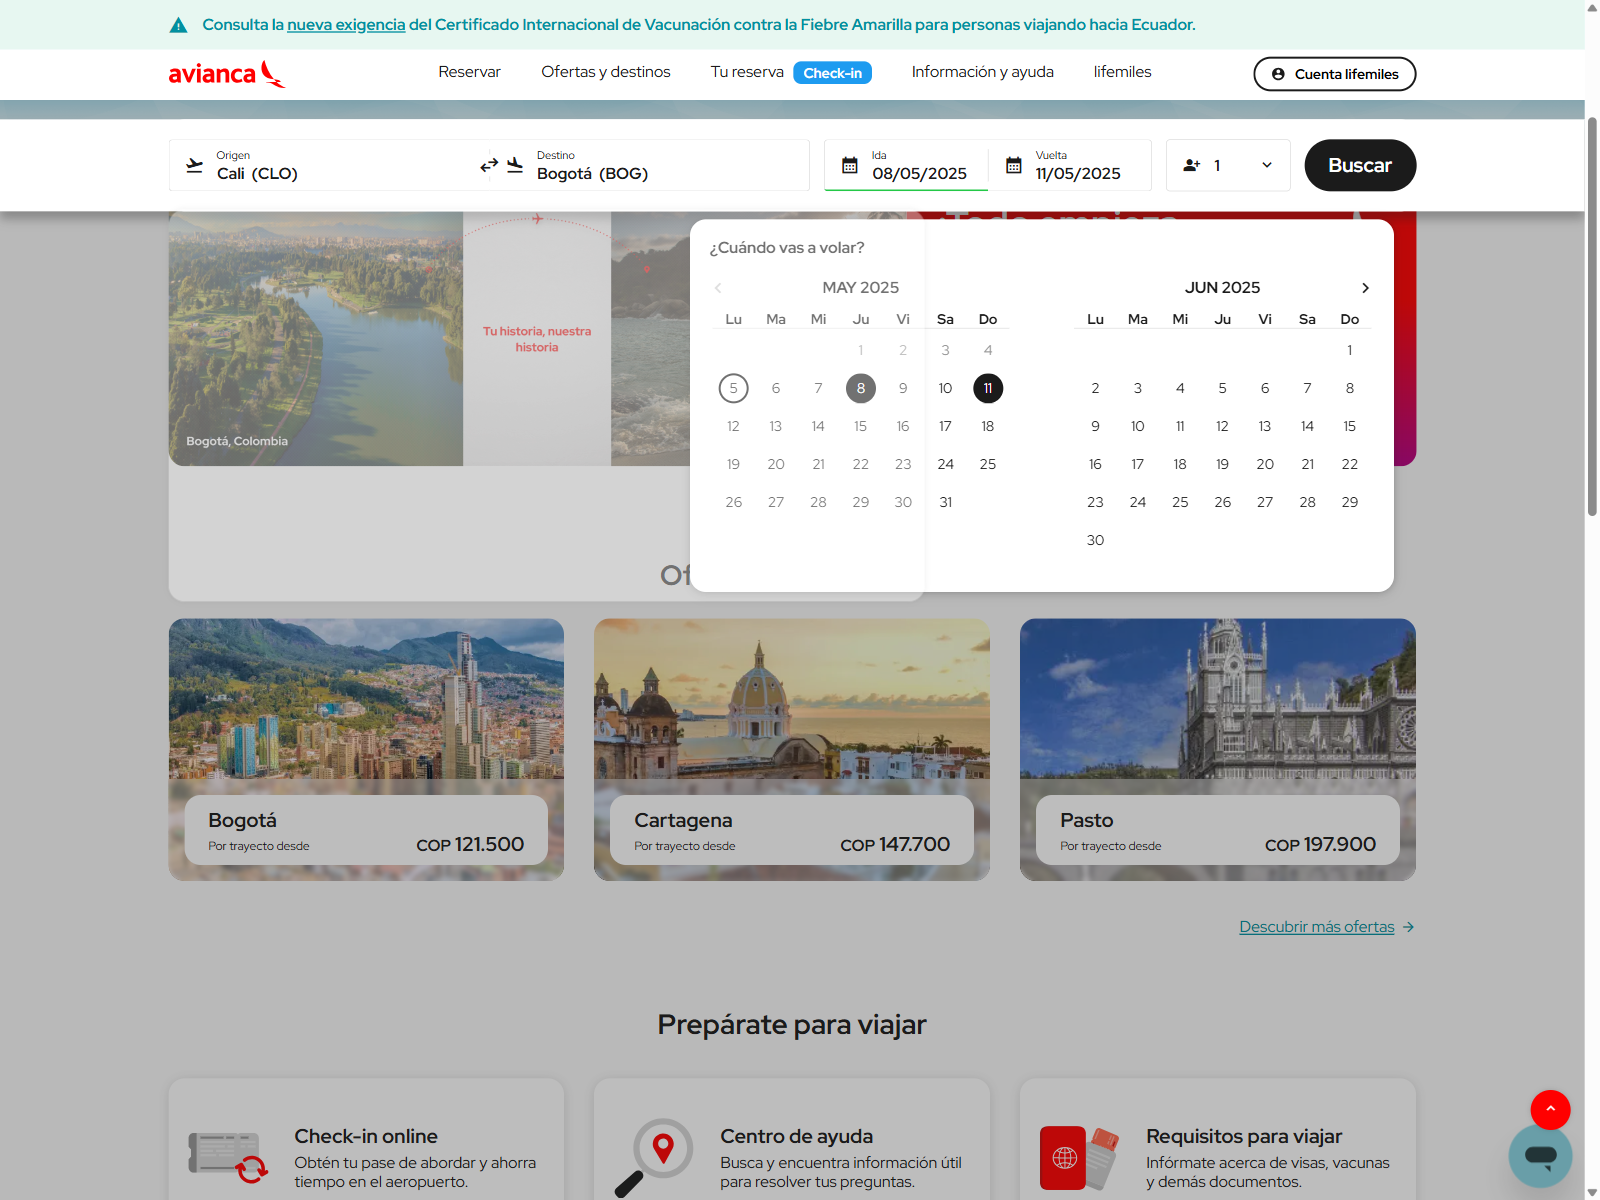 Consulta la nueva exigencia del Certificado Internacional de Vacunación contra la Fiebre Amarilla para personas viajando hacia Ecuador.
avianca
Reservar
Ofertas y destinos
Tu reserva
Check-in
Información y ayuda
lifemiles
Cuenta lifemiles
Origen
Cali (CLO)
Destino
Bogotá (BOG)
Ida
08/05/2025
Vuelta
11/05/2025
1
Buscar
Tu historia, nuestra
historia
Bogotá, Colombia
¡Todo empieza
¿Cuándo vas a volar?
MAY 2025
Lu Ma Mi Ju Vi Sa Do
1 2 3 4
5 6 7 8 9 10 11
12 13 14 15 16 17 18
19 20 21 22 23 24 25
26 27 28 29 30 31
JUN 2025
Lu Ma Mi Ju Vi Sa Do
1
2 3 4 5 6 7 8
9 10 11 12 13 14 15
16 17 18 19 20 21 22
23 24 25 26 27 28 29
30
Of
Bogotá
Por trayecto desde
COP 121.500
Cartagena
Por trayecto desde
COP 147.700
Pasto
Por trayecto desde
COP 197.900
Descubrir más ofertas
Prepárate para viajar
Check-in online
Obtén tu pase de abordar y ahorra
tiempo en el aeropuerto.
Centro de ayuda
Busca y encuentra información útil
para resolver tus preguntas.
Requisitos para viajar
Infórmate acerca de visas, vacunas
y demás documentos.